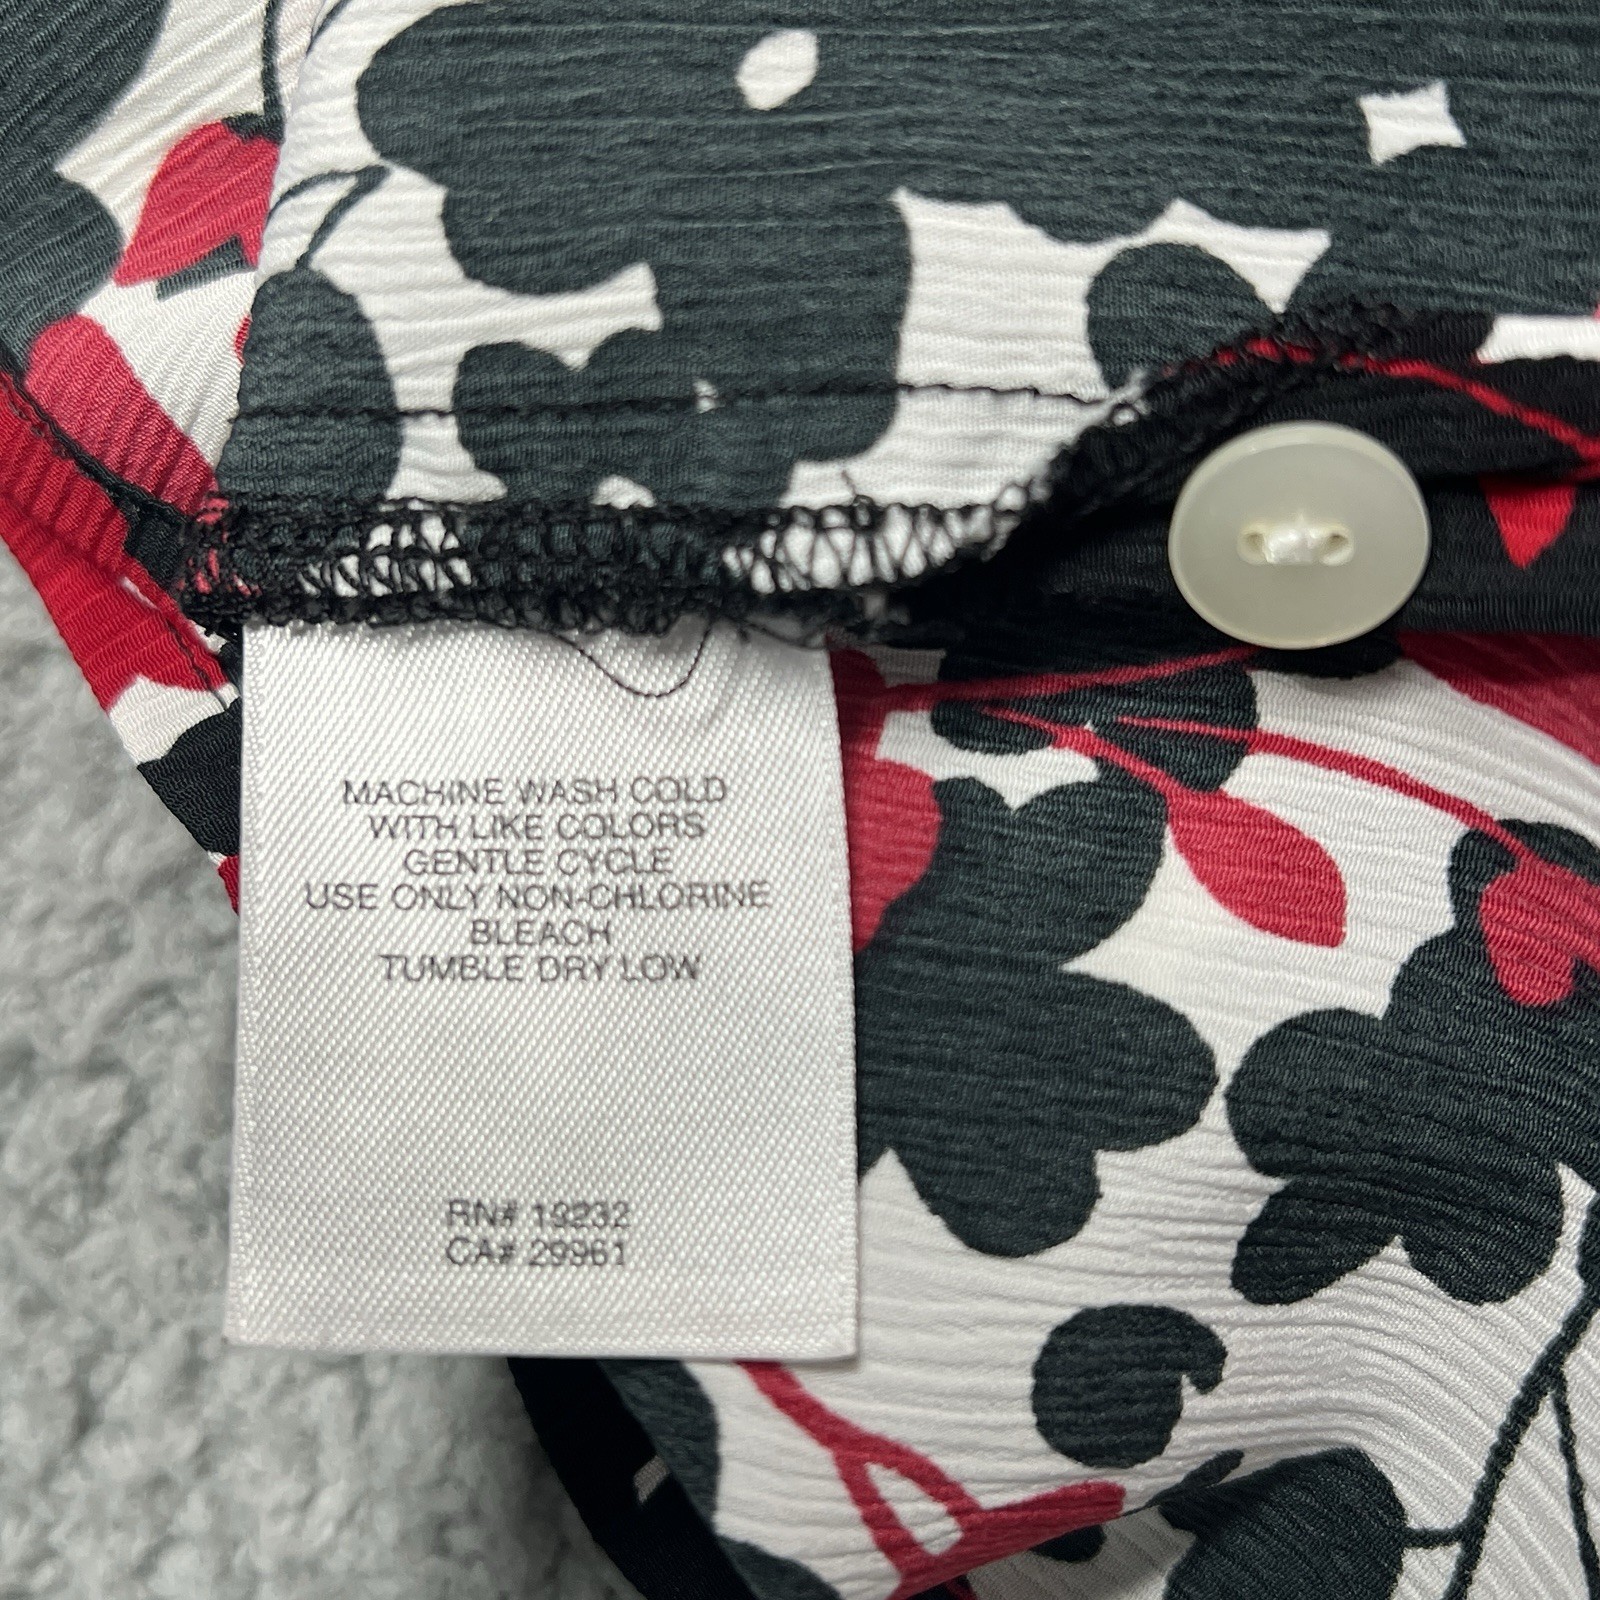 MACHINE WASH COLD
WITH LIKE COLORS
GENTLE CYCLE
USE ONLY NON-CHLORINE
BLEACH
TUMBLE DRY LOW
RN# 19232
CA# 29961